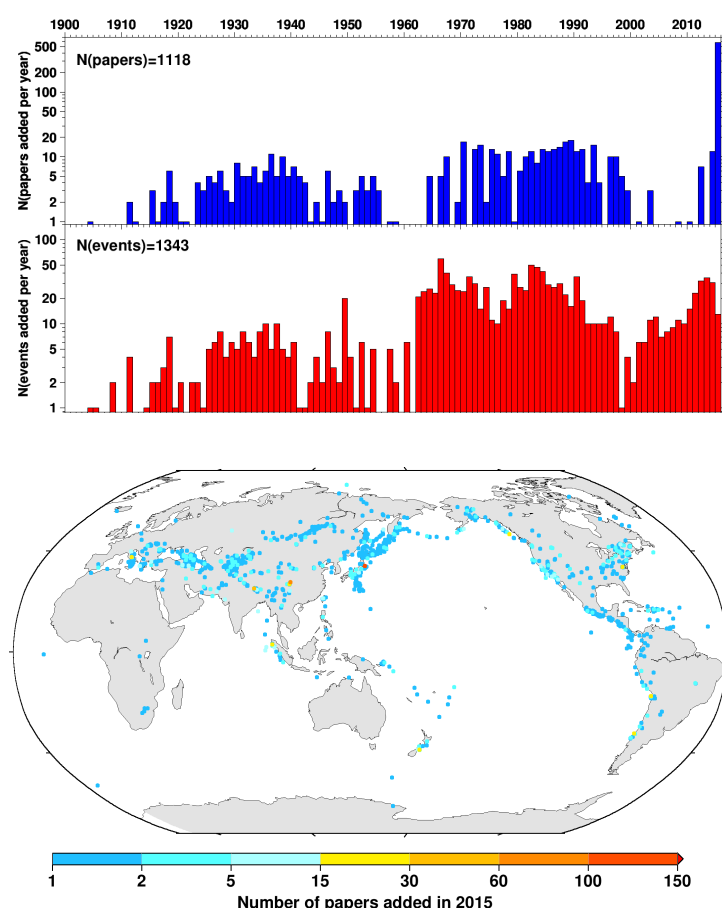 1900 1910 1920 1930 1940 1950 1960 1970 1980 1990 2000 2010
N(papers added per year)
500
200
100
50
20
10
5
2
1
N(papers)=1118
N(events added per year)
100
50
20
10
5
2
1
N(events)=1343
1 2 5 15 30 60 100 150
Number of papers added in 2015